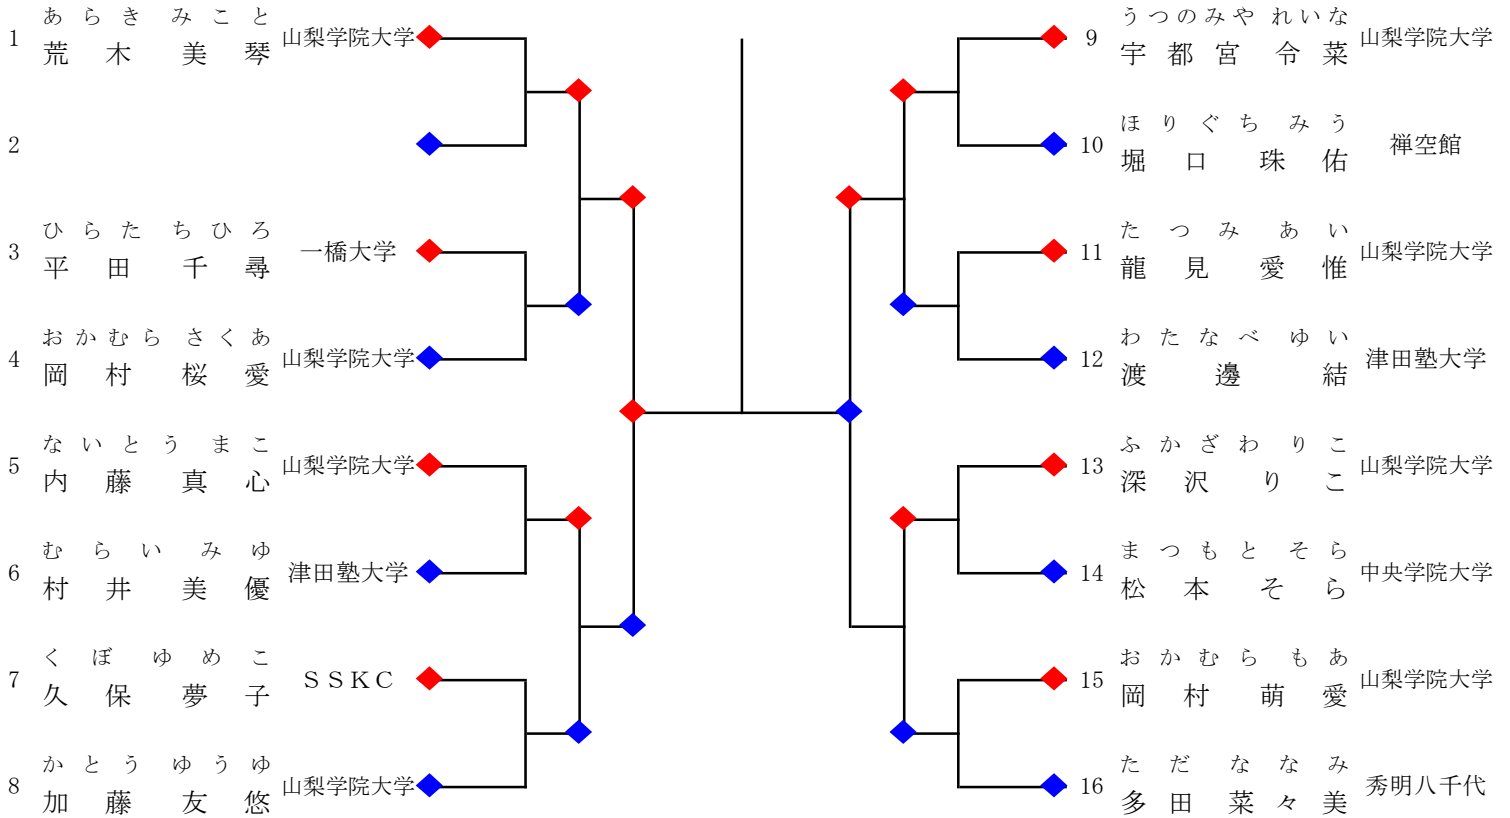 あらき みこと
1 荒木 美琴 山梨学院大学
2
ひらた ちひろ
3 平田 千尋 一橋大学
おかむら さくあ
4 岡村 桜愛 山梨学院大学
ないとう まこ
5 内藤 真心 山梨学院大学
むらい みゆ
6 村井 美優 津田塾大学
くぼ ゆめこ
7 久保 夢子 ＳＳＫＣ
かとう ゆうゆ
8 加藤 友悠 山梨学院大学
うつのみや れいな
9 宇都宮 令菜 山梨学院大学
ほりぐち みう
10 堀口 珠佑 禅空館
たつみ あい
11 龍見 愛惟 山梨学院大学
わたなべ ゆい
12 渡邊 結 津田塾大学
ふかざわ りこ
13 深沢 りこ 山梨学院大学
まつもと そら
14 松本 そら 中央学院大学
おかむら もあ
15 岡村 萌愛 山梨学院大学
ただ ななみ
16 多田 菜々美 秀明八千代